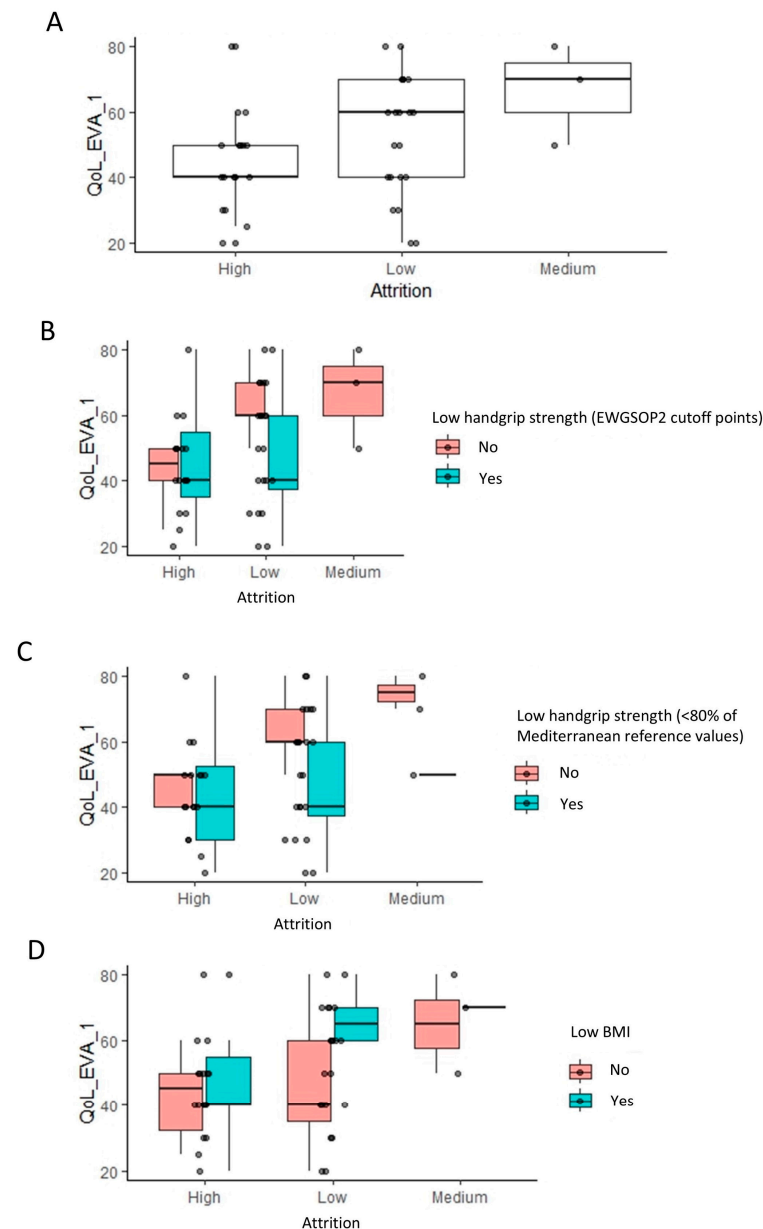 A
QoL_EVA_1
80
60
40
20
High
Low
Medium
Attrition
B
QoL_EVA_1
80
60
40
20
High
Low
Medium
Attrition
Low handgrip strength (EWGSOP2 cutoff points)
No
Yes
C
QoL_EVA_1
80
60
40
20
High
Low
Medium
Attrition
Low handgrip strength (<80% of
Mediterranean reference values)
No
Yes
D
QoL_EVA_1
80
60
40
20
High
Low
Medium
Attrition
Low BMI
No
Yes